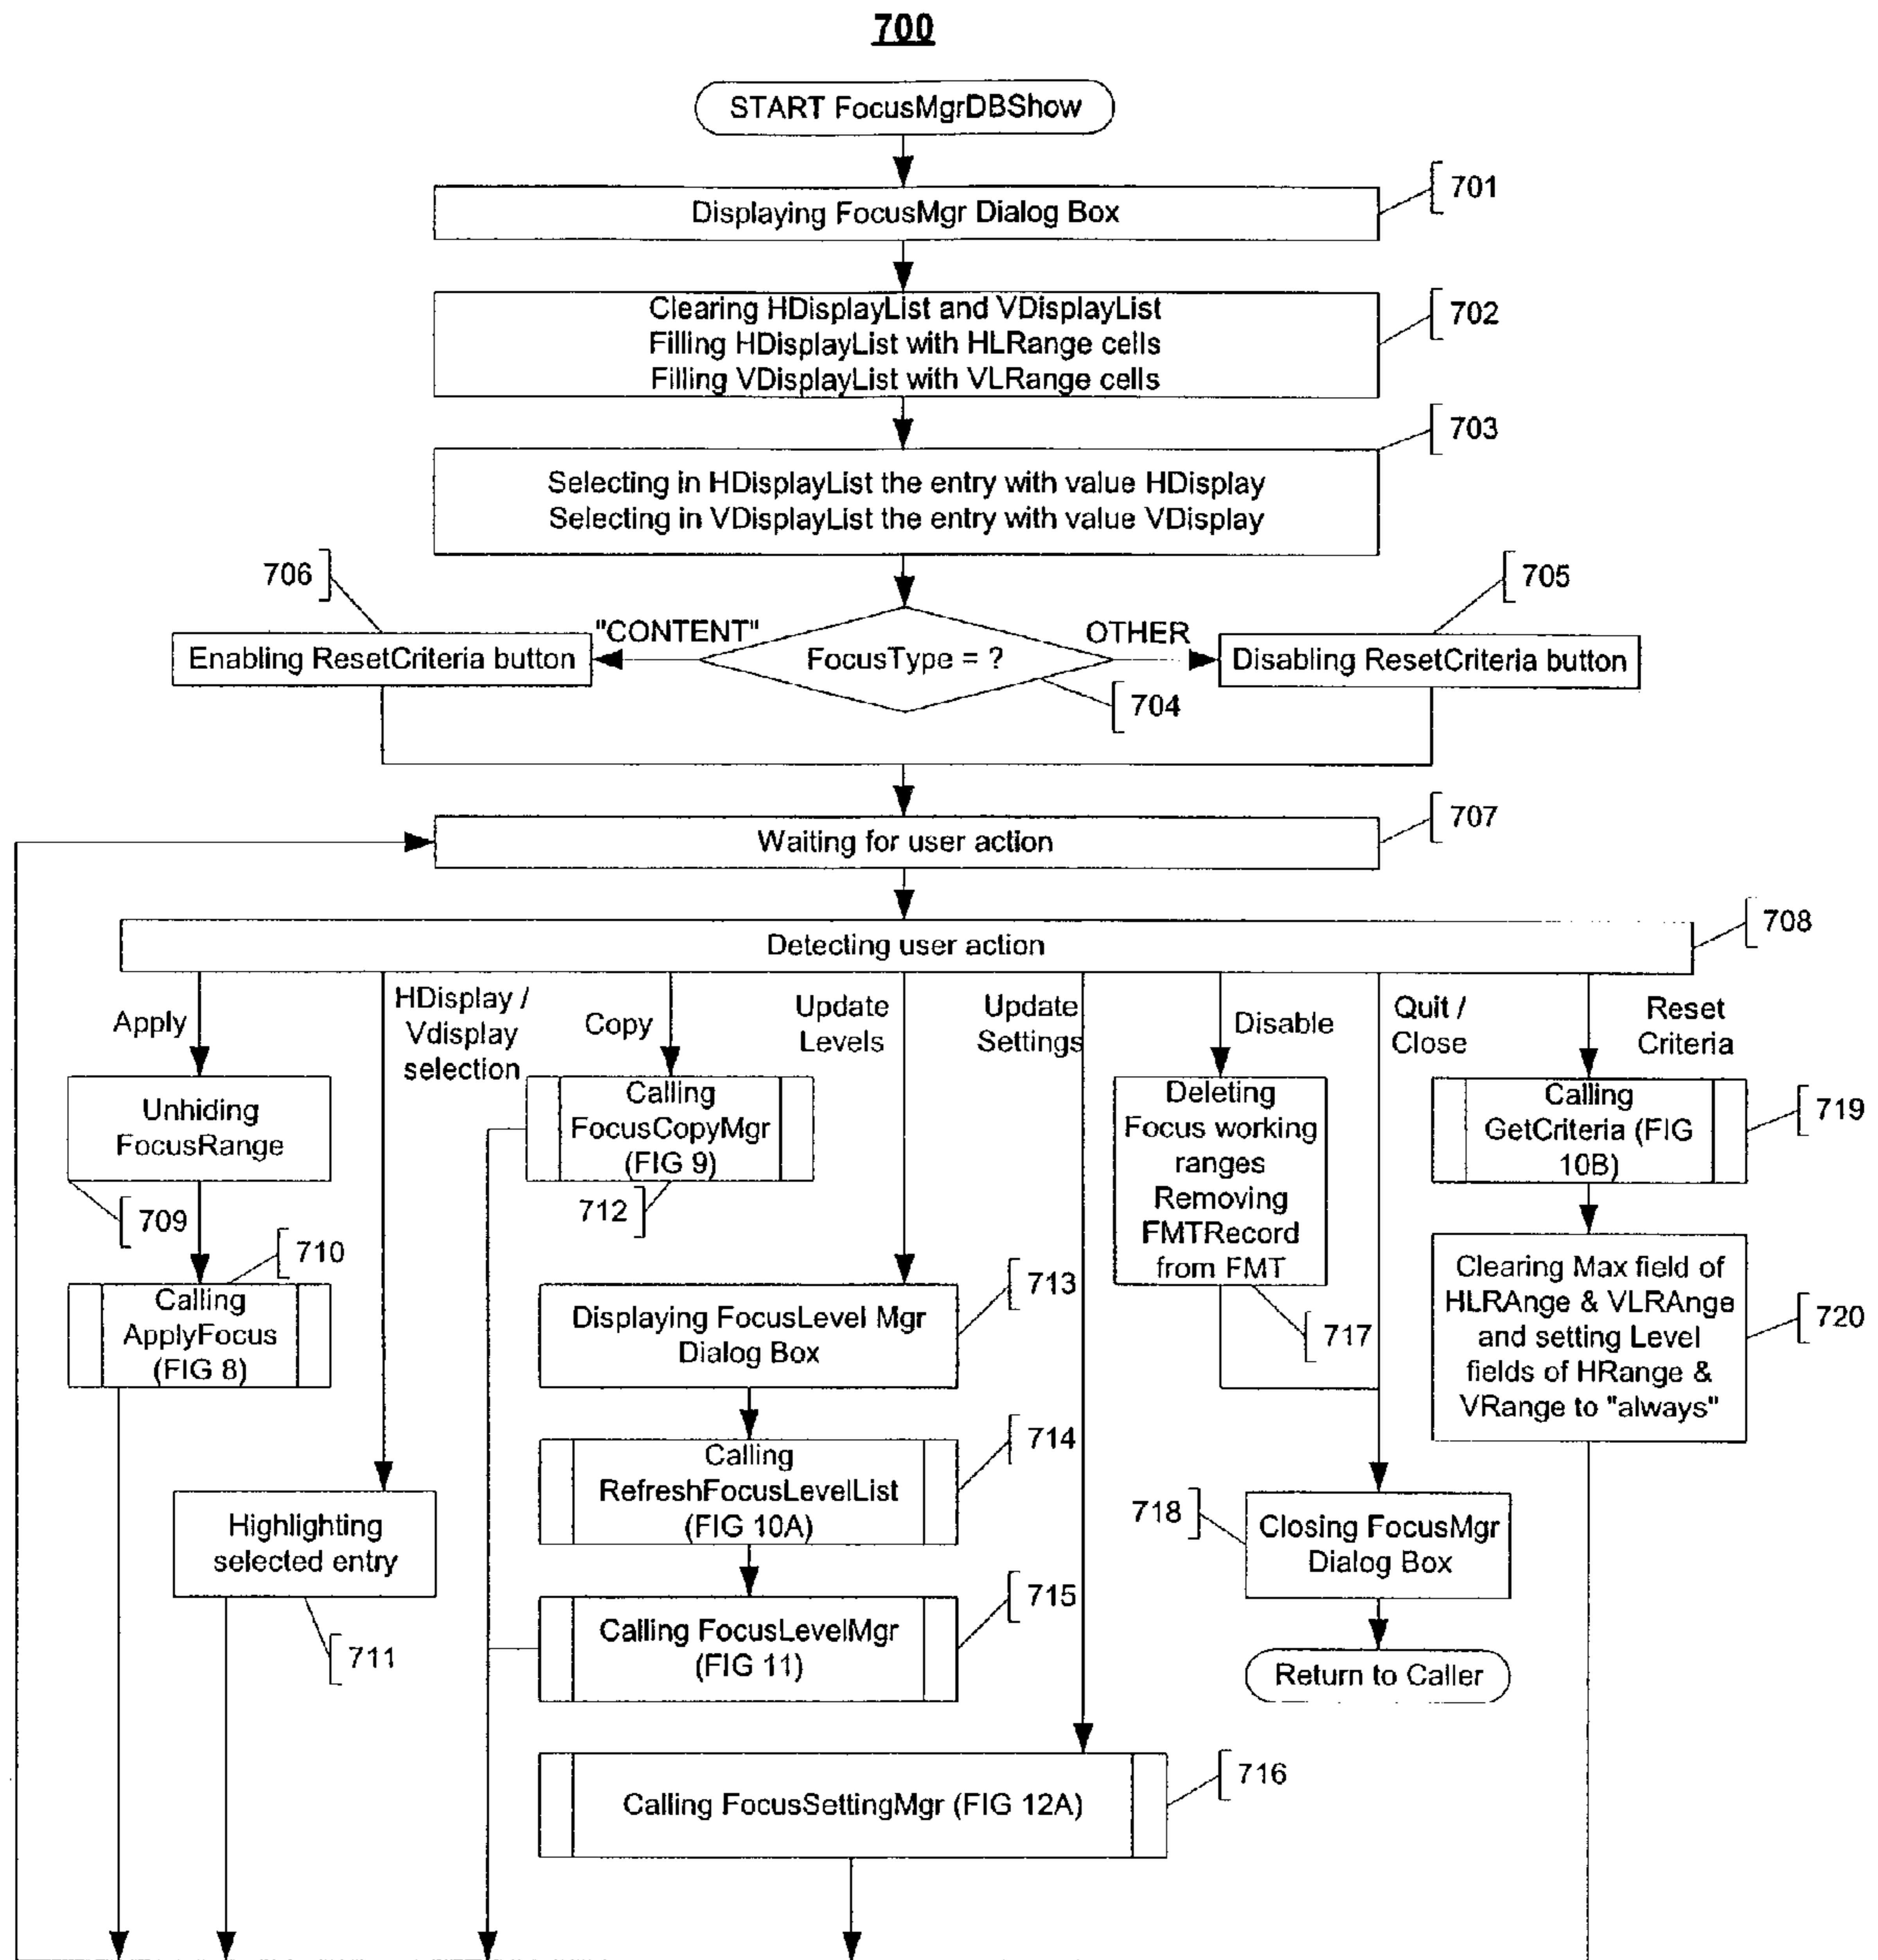 700
START FocusMgrDBShow
701
Displaying FocusMgr Dialog Box
702
Clearing HDisplayList and VDisplayList
Filling HDisplayList with HLRange cells
Filling VDisplayList with VLRange cells
703
Selecting in HDisplayList the entry with value HDisplay
Selecting in VDisplayList the entry with value VDisplay
706
705
"CONTENT"
OTHER
Enabling ResetCriteria button
FocusType = ?
Disabling ResetCriteria button
704
707
Waiting for user action
708
Detecting user action
Apply
HDisplay /
Vdisplay
selection
Copy
Update
Levels
Update
Settings
Disable
Quit /
Close
Reset
Criteria
Unhiding
FocusRange
709
Calling
FocusCopyMgr
(FIG 9)
712
Deleting
Focus working
ranges
Removing
FMTRecord
from FMT
717
Calling
GetCriteria (FIG
10B)
719
710
Calling
ApplyFocus
(FIG 8)
713
Displaying FocusLevel Mgr
Dialog Box
Clearing Max field of
HLRAnge & VLRAnge
and setting Level
fields of HRange &
VRange to "always"
720
714
Calling
RefreshFocusLevelList
(FIG 10A)
Highlighting
selected entry
711
718
Closing FocusMgr
Dialog Box
715
Calling FocusLevelMgr
(FIG 11)
Return to Caller
716
Calling FocusSettingMgr (FIG 12A)